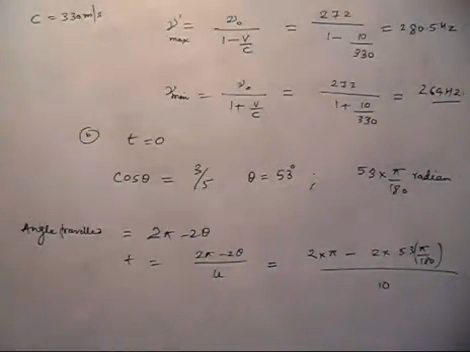 C = 330 m/s
ν'max = ν₀ / (1 - V/C) = 272 / (1 - 10/330) = 280.5 Hz
νmin = ν₀ / (1 + V/C) = 272 / (1 + 10/330) = 264 Hz.
(b) t = 0
cosθ = 3/5 θ = 53° ; 53 × π/180 radian
Angle travelled = 2π - 2θ
t = (2π - 2θ) / ω = (2 × π - 2 × 53(π/180)) / 10